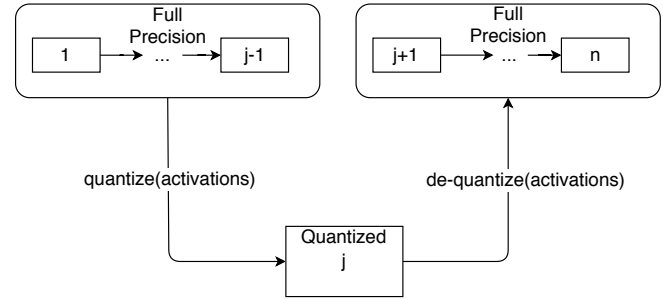 Full
Precision
1
...
j-1
Full
Precision
j+1
...
n
quantize(activations)
de-quantize(activations)
Quantized
j